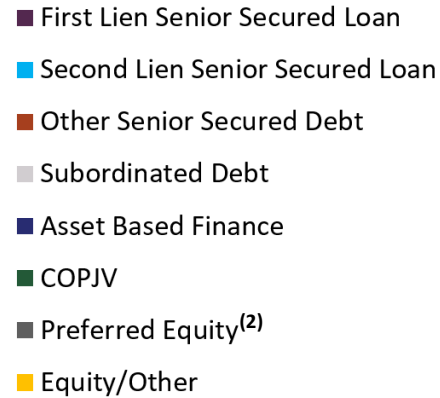 First Lien Senior Secured Loan
Second Lien Senior Secured Loan
Other Senior Secured Debt
Subordinated Debt
Asset Based Finance
COPJV
Preferred Equity(2)
Equity/Other